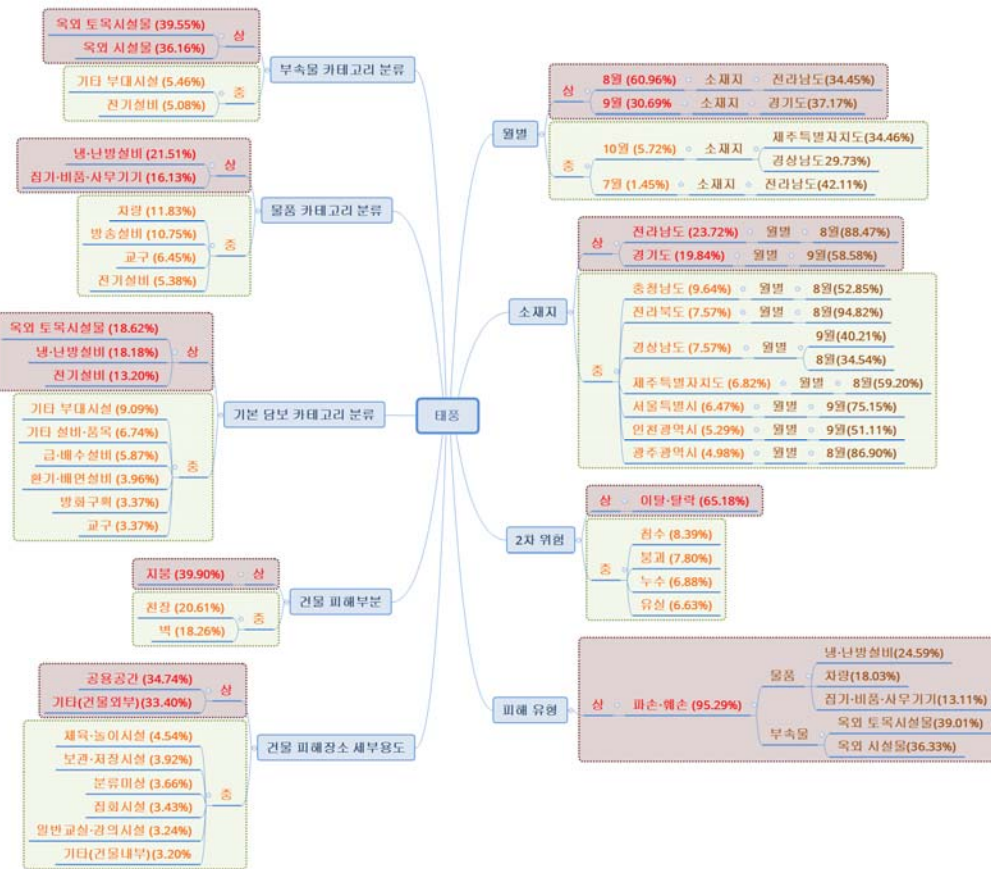 태풍
부속물 카테고리 분류
상
옥외 토목시설물 (39.55%)
옥외 시설물 (36.16%)
중
기타 부대시설 (5.46%)
전기설비 (5.08%)
물품 카테고리 분류
상
냉·난방설비 (21.51%)
집기·비품·사무기기 (16.13%)
중
차량 (11.83%)
방송설비 (10.75%)
교구 (6.45%)
전기설비 (5.38%)
기본 담보 카테고리 분류
상
옥외 토목시설물 (18.62%)
냉·난방설비 (18.18%)
전기설비 (13.20%)
중
기타 부대시설 (9.09%)
기타 설비·품목 (6.74%)
급·배수설비 (5.87%)
환기·배연설비 (3.96%)
방화구획 (3.37%)
교구 (3.37%)
건물 피해부분
상
지붕 (39.90%)
중
천장 (20.61%)
벽 (18.26%)
건물 피해장소 세부용도
상
공용공간 (34.74%)
기타(건물외부) (33.40%)
중
체육·놀이시설 (4.54%)
보관·저장시설 (3.92%)
분류미상 (3.66%)
집회시설 (3.43%)
일반교실·강의시설 (3.24%)
기타(건물내부)(3.20%
월별
상
8월 (60.96%) 소재지 전라남도(34.45%)
9월 (30.69% 소재지 경기도(37.17%)
중
10월 (5.72%) 소재지 제주특별자치도(34.46%)
경상남도29.73%)
7월 (1.45%) 소재지 전라남도(42.11%)
소재지
상
전라남도 (23.72%) 월별 8월(88.47%)
경기도 (19.84%) 월별 9월(58.58%)
중
충청남도 (9.64%) 월별 8월(52.85%)
전라북도 (7.57%) 월별 8월(94.82%)
경상남도 (7.57%) 월별 9월(40.21%)
8월(34.54%)
제주특별자치도 (6.82%) 월별 8월(59.20%)
서울특별시 (6.47%) 월별 9월(75.15%)
인천광역시 (5.29%) 월별 9월(51.11%)
광주광역시 (4.98%) 월별 8월(86.90%)
2차 위험
상
이탈·탈락 (65.18%)
중
침수 (8.39%)
붕괴 (7.80%)
누수 (6.88%)
유실 (6.63%)
피해 유형
상
파손·훼손 (95.29%)
물품
냉·난방설비(24.59%)
차량(18.03%)
집기·비품·사무기기(13.11%)
부속물
옥외 토목시설물(39.01%)
옥외 시설물(36.33%)